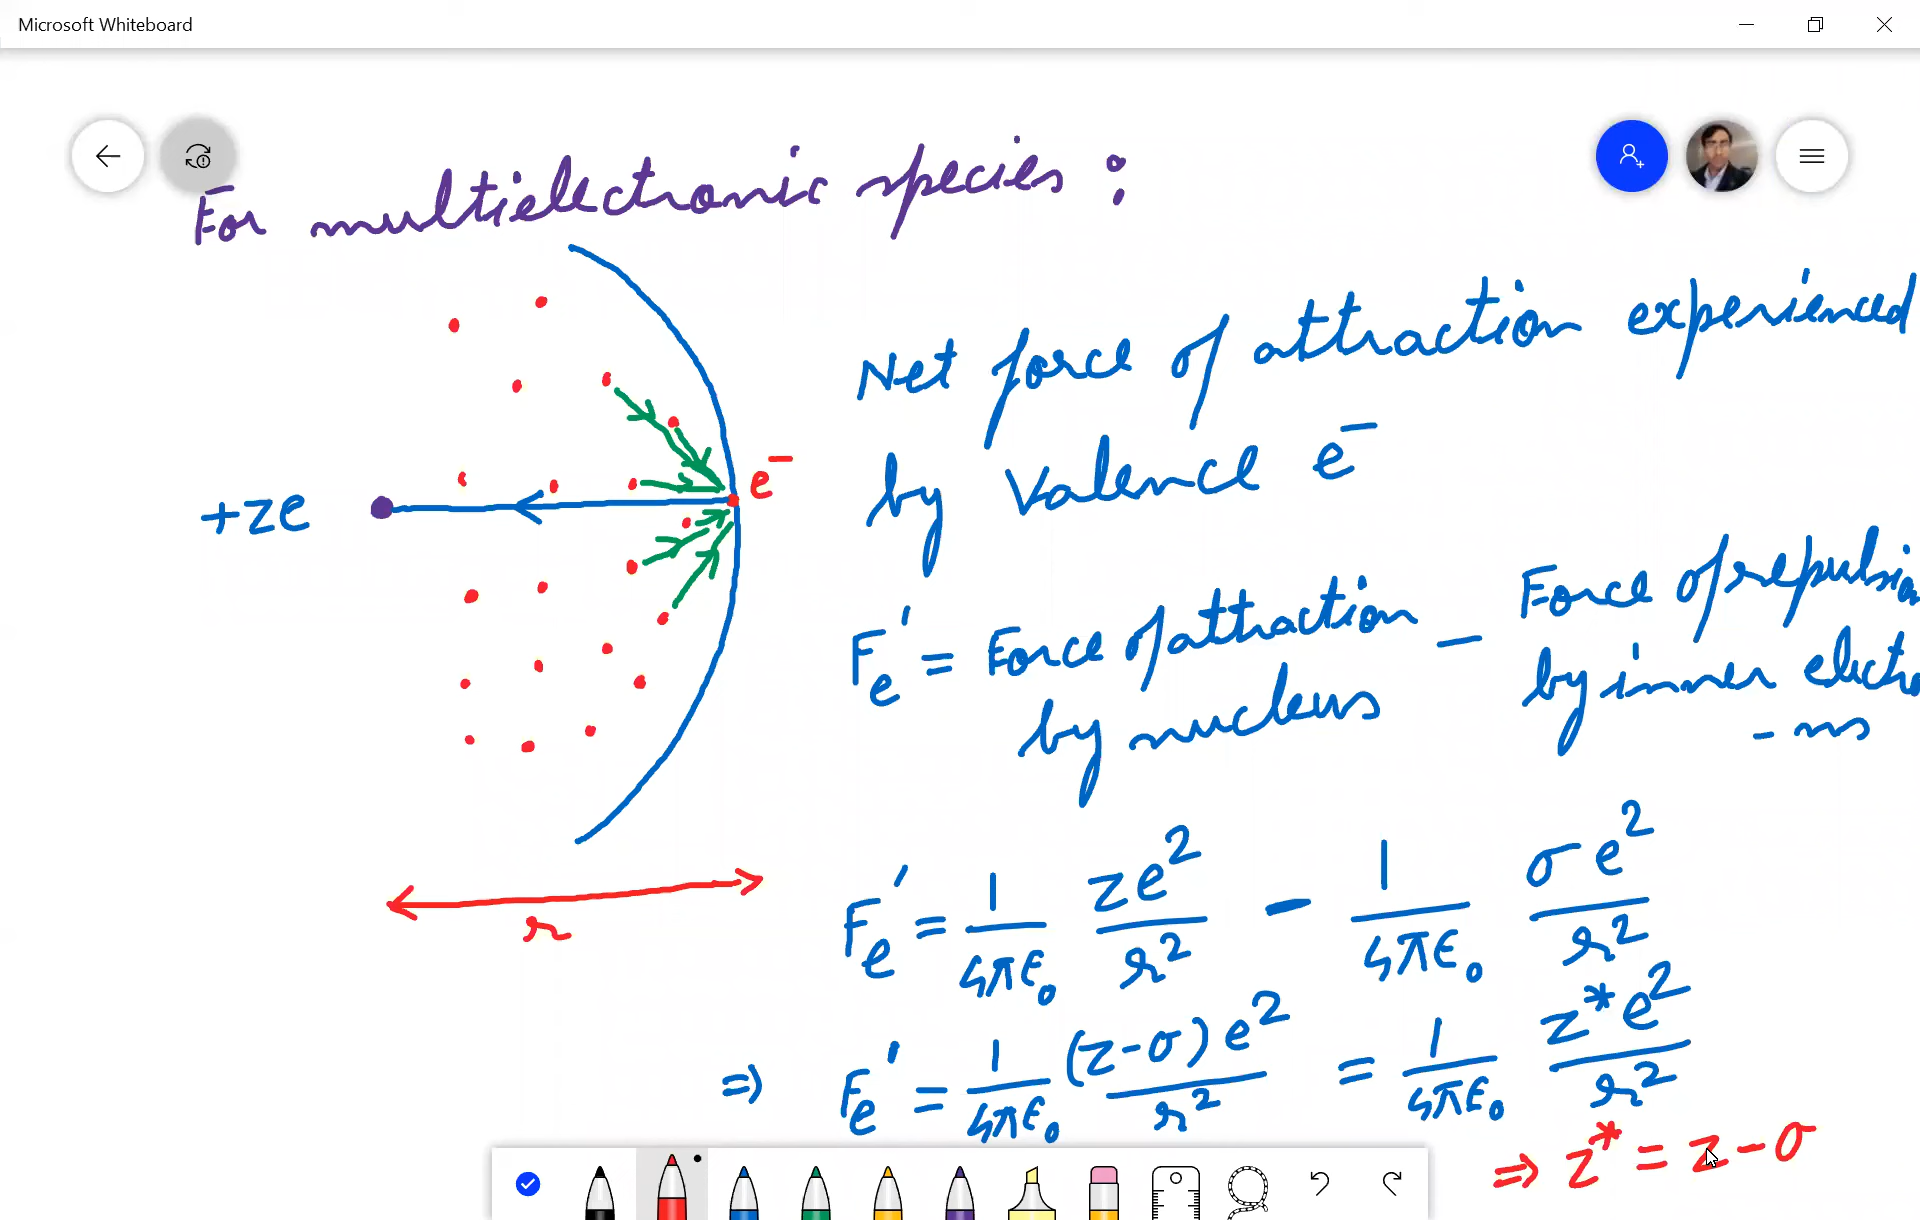 Microsoft Whiteboard
For multielectronic species :
Net force of attraction experienced
by valence e⁻
+ze
e⁻
Fe' = Force of attraction − Force of repulsion
by nucleus by inner electro
- ns
r
Fe' = 1/4πε₀ ze²/r² − 1/4πε₀ σe²/r²
⇒ Fe' = 1/4πε₀ (z-σ)e²/r² = 1/4πε₀ z*e²/r²
⇒ z* = z-σ